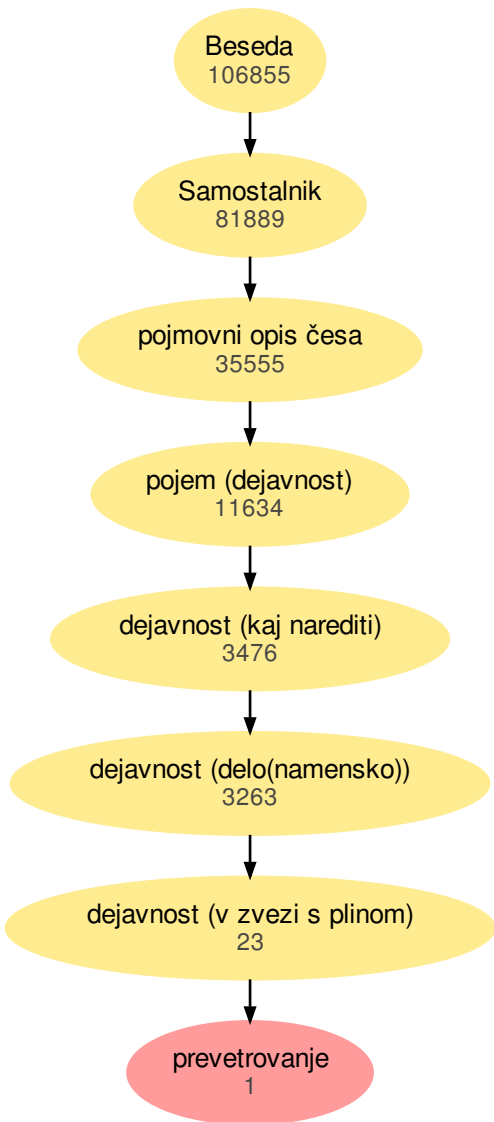 Beseda
106855
Samostalnik
81889
pojmovni opis česa
35555
pojem (dejavnost)
11634
dejavnost (kaj narediti)
3476
dejavnost (delo(namensko))
3263
dejavnost (v zvezi s plinom)
23
prevetrovanje
1